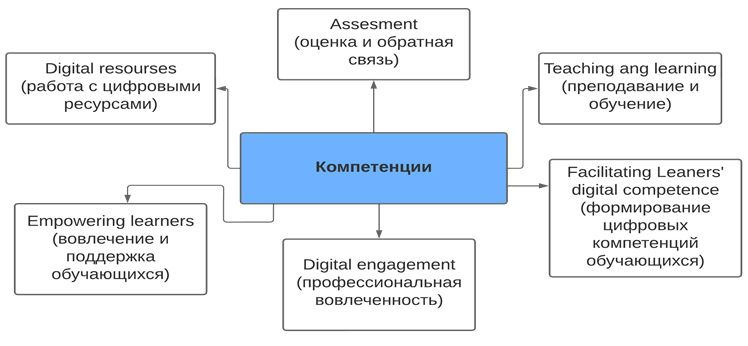 Assesment
(оценка и обратная
связь)
Digital resourses
(работа с цифровыми
ресурсами)
Teaching ang learning
(преподавание и
обучение)
Компетенции
Facilitating Leaners'
digital competence
(формирование
цифровых
компетенций
обучающихся)
Empowering learners
(вовлечение и
поддержка
обучающихся)
Digital engagement
(профессиональная
вовлеченность)